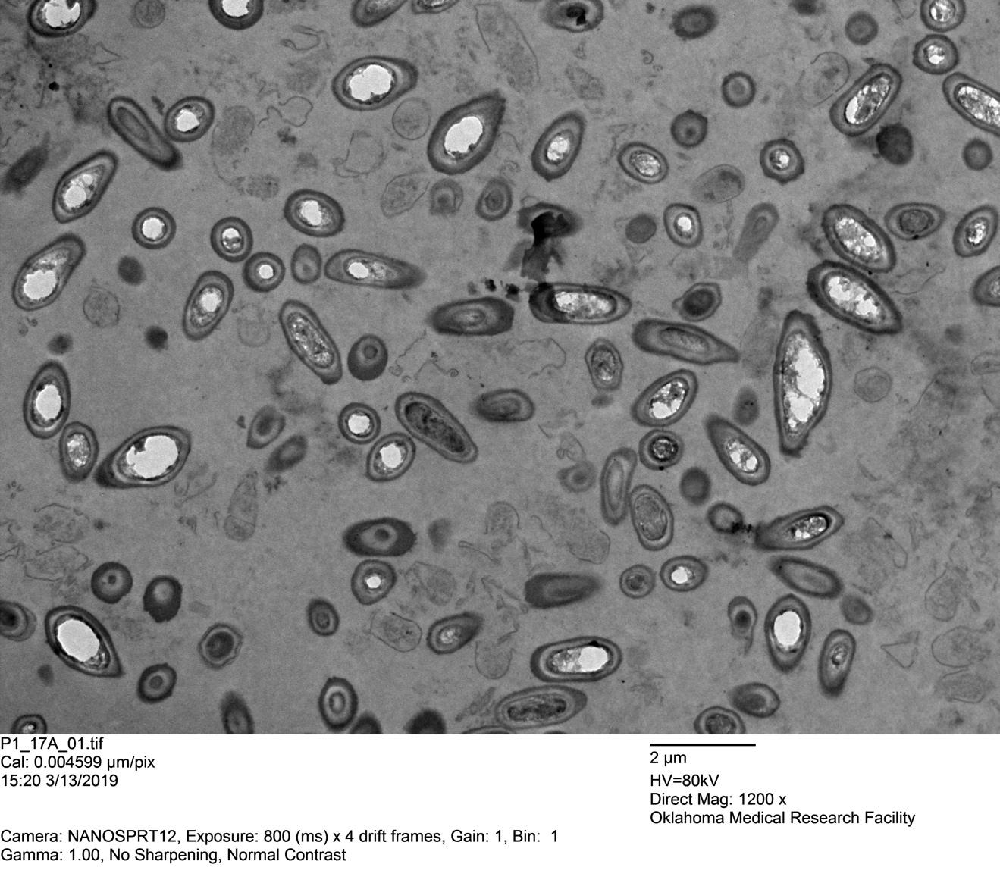 P1_17A_01.tif
Cal: 0.004599 µm/pix
15:20 3/13/2019
Camera: NANOSPRT12, Exposure: 800 (ms) x 4 drift frames, Gain: 1, Bin:  1
Gamma: 1.00, No Sharpening, Normal Contrast
2 µm
HV=80kV
Direct Mag: 1200 x
Oklahoma Medical Research Facility